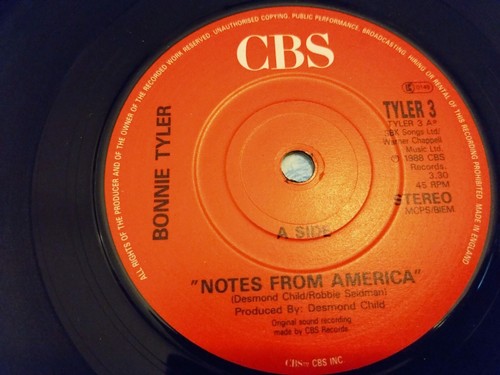 CBS
ALL RIGHTS OF THE PRODUCER AND OF THE OWNER OF THE RECORDED WORK RESERVED. UNAUTHORISED COPYING, PUBLIC PERFORMANCE, BROADCASTING, HIRING OR RENTAL OF THIS RECORDING PROHIBITED. MADE IN ENGLAND
BONNIE TYLER
TYLER 3
TYLER 3 A
SBK Songs Ltd/
Warner Chappell
Music Ltd.
℗ 1988 CBS
Records.
3.30
45 RPM
STEREO
MCPS/BIEM
A SIDE
"NOTES FROM AMERICA"
(Desmond Child/Robbie Seidman)
Produced By: Desmond Child
Original sound recording
made by CBS Records.
CBS CBS INC